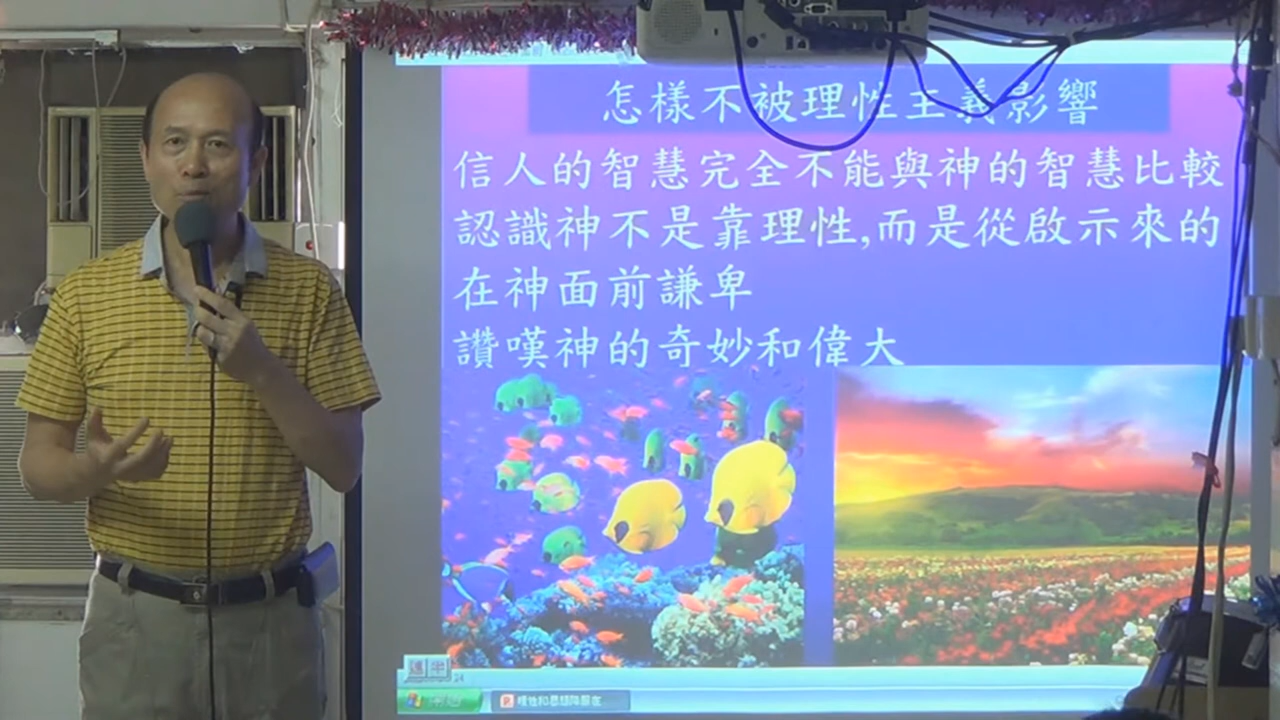 怎樣不被理性主義影響
信人的智慧完全不能與神的智慧比較
認識神不是靠理性,而是從啟示來的
在神面前謙卑
讚嘆神的奇妙和偉大
24